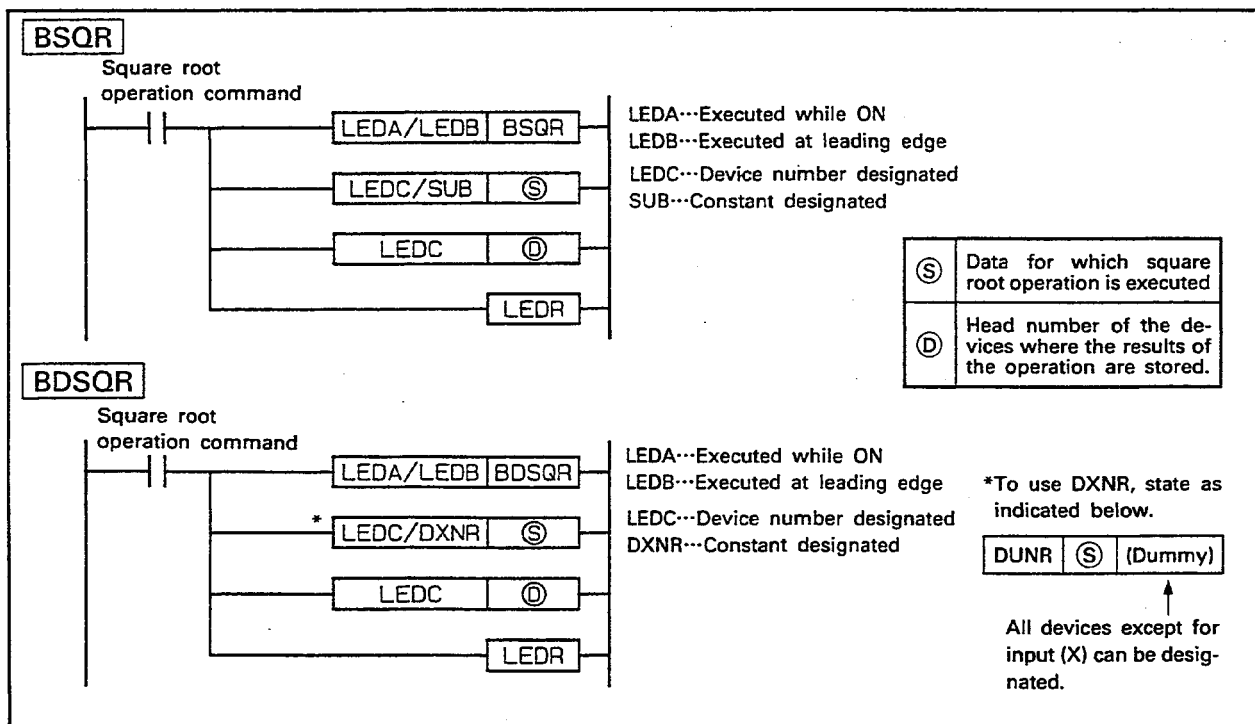 BSQR
Square root
operation command
LEDA/LEDB BSQR
LEDA···Executed while ON
LEDB···Executed at leading edge
LEDC/SUB Ⓢ
LEDC···Device number designated
SUB···Constant designated
LEDC Ⓓ
LEDR
Ⓢ Data for which square
root operation is executed
Ⓓ Head number of the de-
vices where the results of
the operation are stored.
BDSQR
Square root
operation command
LEDA/LEDB BDSQR
LEDA···Executed while ON
LEDB···Executed at leading edge
* LEDC/DXNR Ⓢ
LEDC···Device number designated
DXNR···Constant designated
LEDC Ⓓ
LEDR
*To use DXNR, state as
indicated below.
DUNR Ⓢ (Dummy)
All devices except for
input (X) can be desig-
nated.